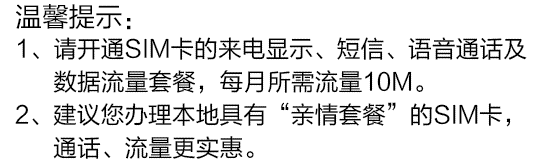 温馨提示：
1、请开通SIM卡的来电显示、短信、语音通话及
数据流量套餐，每月所需流量10M。
2、建议您办理本地具有“亲情套餐”的SIM卡，
通话、流量更实惠。